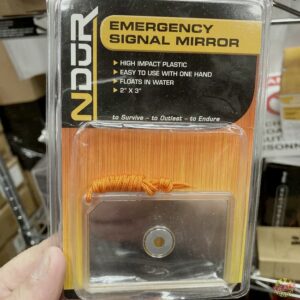 NDUR
EMERGENCY
SIGNAL MIRROR
HIGH IMPACT PLASTIC
EASY TO USE WITH ONE HAND
FLOATS IN WATER
2" X 3"
to Survive – to Outlast – to Endure